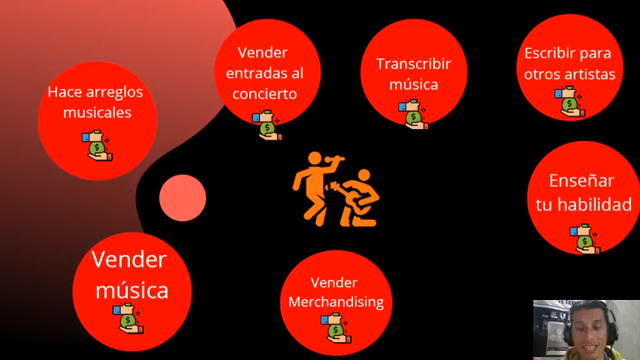 Vender
entradas al
concierto
Transcribir
música
Escribir para
otros artistas
Hace arreglos
musicales
Enseñar
tu habilidad
Vender
música
Vender
Merchandising